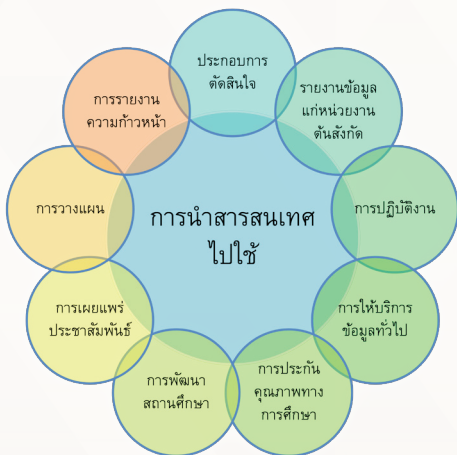 การนำสารสนเทศ
ไปใช้
ประกอบการ
ตัดสินใจ
รายงานข้อมูล
แก่หน่วยงาน
ต้นสังกัด
การปฏิบัติงาน
การให้บริการ
ข้อมูลทั่วไป
การประกัน
คุณภาพทาง
การศึกษา
การพัฒนา
สถานศึกษา
การเผยแพร่
ประชาสัมพันธ์
การวางแผน
การรายงาน
ความก้าวหน้า